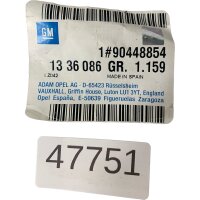 GM
1#90448854
13 36 086 GR. 1.159
LZ042 MADE IN SPAIN
ADAM OPEL AG - D-65423 Rüsselsheim
VAUXHALL, Griffin House, Luton LU1 3YT, England
Opel España, E-50639 Figueruelas Zaragoza
47751